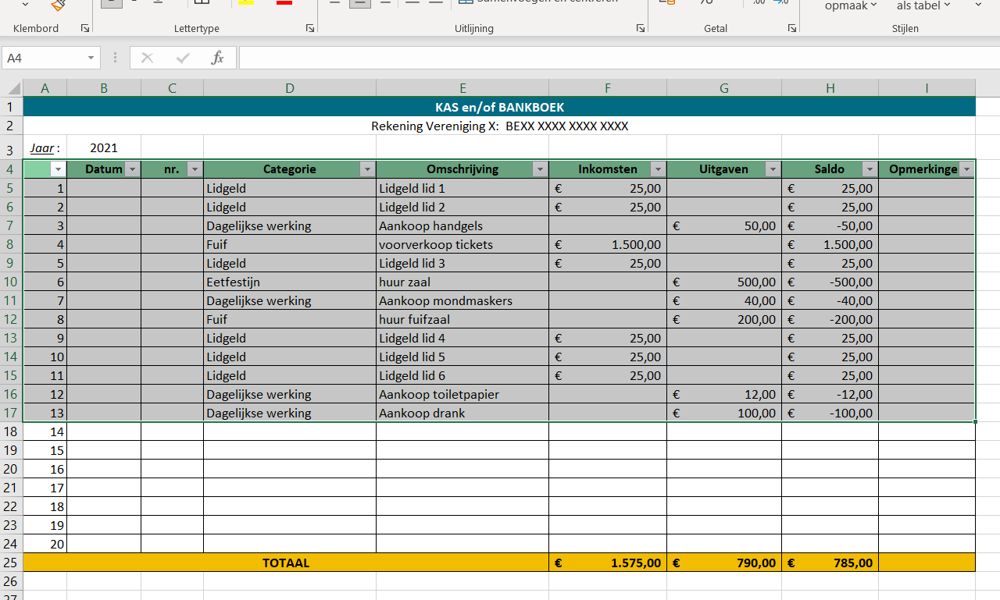 Samenvoegen en centreren
% ,00 →0
opmaak als tabel
Klembord Lettertype Uitlijning Getal Stijlen
A4 fx
A B C D E F G H I
1 KAS en/of BANKBOEK
2 Rekening Vereniging X: BEXX XXXX XXXX XXXX
3 Jaar : 2021
4 Datum nr. Categorie Omschrijving Inkomsten Uitgaven Saldo Opmerkinge
5 1 Lidgeld Lidgeld lid 1 € 25,00 € 25,00
6 2 Lidgeld Lidgeld lid 2 € 25,00 € 25,00
7 3 Dagelijkse werking Aankoop handgels € 50,00 € -50,00
8 4 Fuif voorverkoop tickets € 1.500,00 € 1.500,00
9 5 Lidgeld Lidgeld lid 3 € 25,00 € 25,00
10 6 Eetfestijn huur zaal € 500,00 € -500,00
11 7 Dagelijkse werking Aankoop mondmaskers € 40,00 € -40,00
12 8 Fuif huur fuifzaal € 200,00 € -200,00
13 9 Lidgeld Lidgeld lid 4 € 25,00 € 25,00
14 10 Lidgeld Lidgeld lid 5 € 25,00 € 25,00
15 11 Lidgeld Lidgeld lid 6 € 25,00 € 25,00
16 12 Dagelijkse werking Aankoop toiletpapier € 12,00 € -12,00
17 13 Dagelijkse werking Aankoop drank € 100,00 € -100,00
18 14
19 15
20 16
21 17
22 18
23 19
24 20
25 TOTAAL € 1.575,00 € 790,00 € 785,00
26
27